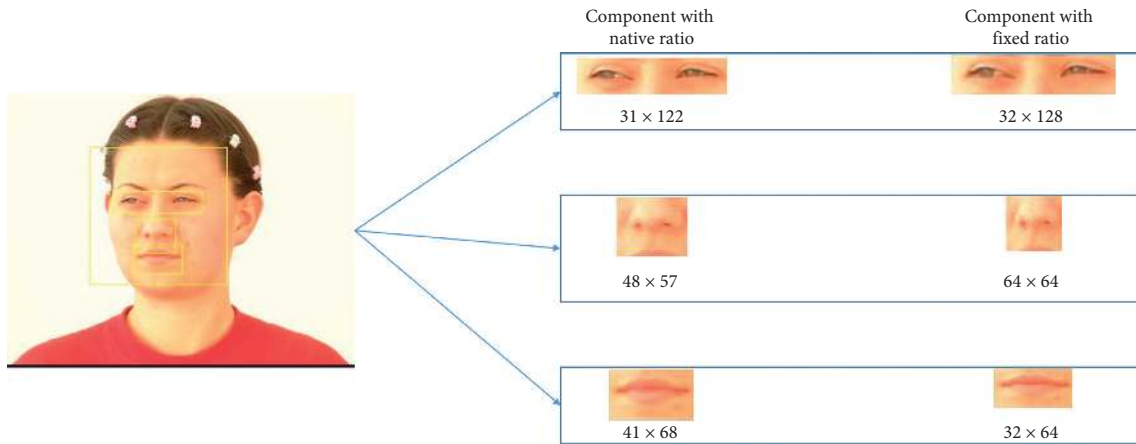 Component with
native ratio
Component with
fixed ratio
31 × 122
32 × 128
48 × 57
64 × 64
41 × 68
32 × 64